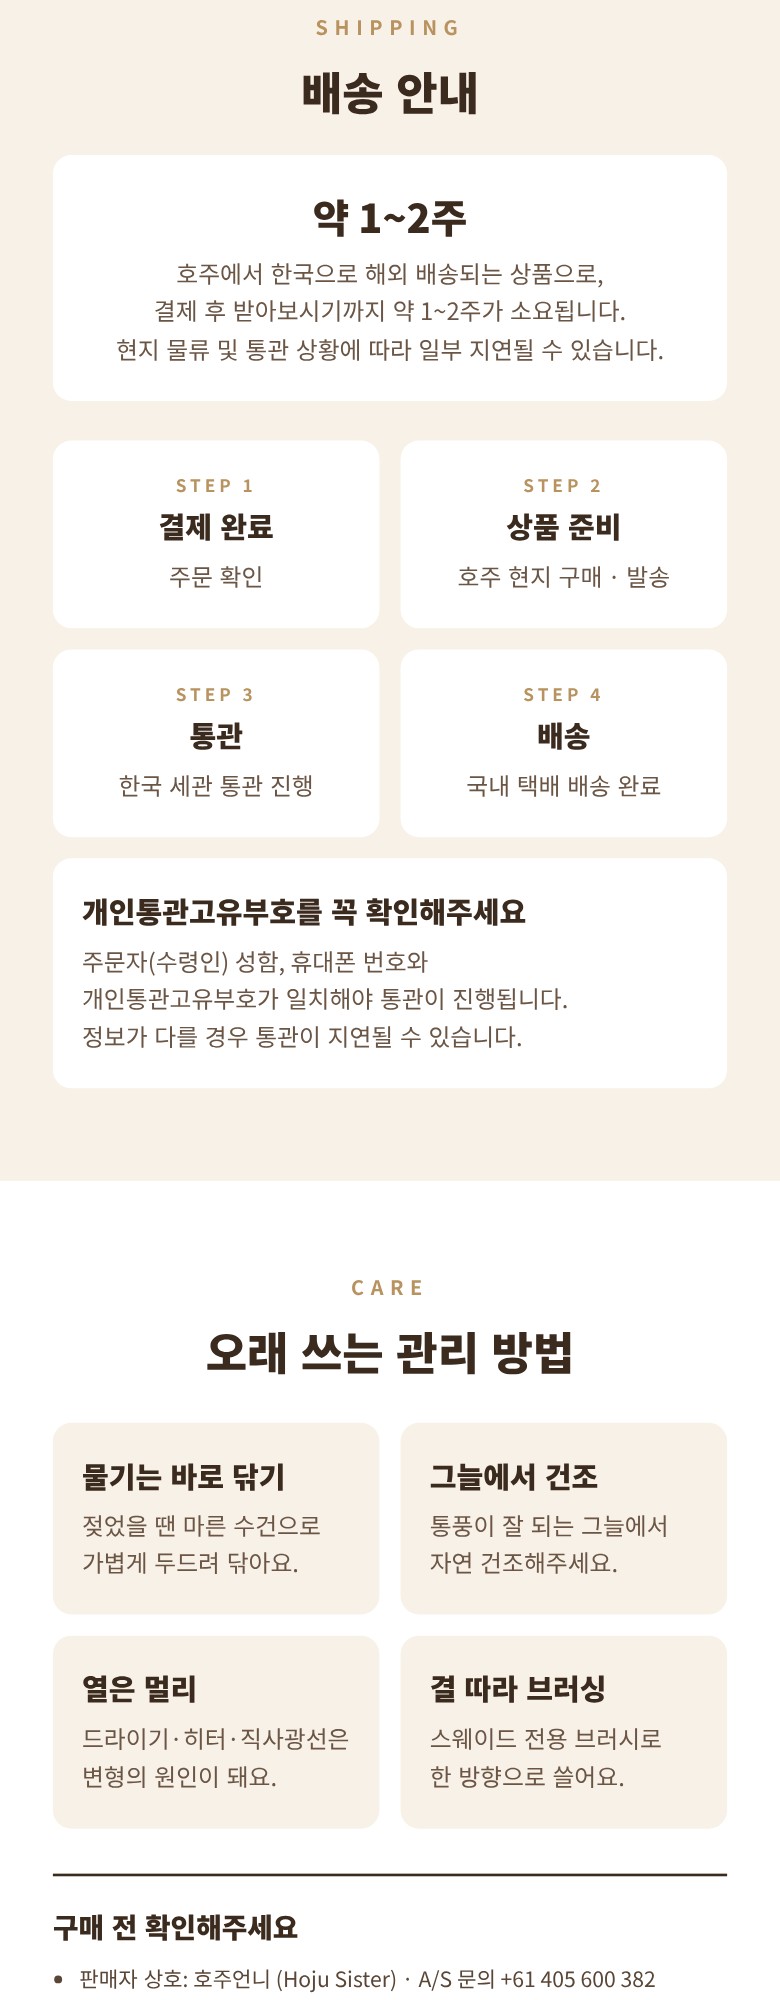 SHIPPING
배송 안내
약 1~2주
호주에서 한국으로 해외 배송되는 상품으로,
결제 후 받아보시기까지 약 1~2주가 소요됩니다.
현지 물류 및 통관 상황에 따라 일부 지연될 수 있습니다.
STEP 1
결제 완료
주문 확인
STEP 2
상품 준비
호주 현지 구매 · 발송
STEP 3
통관
한국 세관 통관 진행
STEP 4
배송
국내 택배 배송 완료
개인통관고유부호를 꼭 확인해주세요
주문자(수령인) 성함, 휴대폰 번호와
개인통관고유부호가 일치해야 통관이 진행됩니다.
정보가 다를 경우 통관이 지연될 수 있습니다.
CARE
오래 쓰는 관리 방법
물기는 바로 닦기
젖었을 땐 마른 수건으로
가볍게 두드려 닦아요.
그늘에서 건조
통풍이 잘 되는 그늘에서
자연 건조해주세요.
열은 멀리
드라이기·히터·직사광선은
변형의 원인이 돼요.
결 따라 브러싱
스웨이드 전용 브러시로
한 방향으로 쓸어요.
구매 전 확인해주세요
• 판매자 상호: 호주언니 (Hoju Sister) · A/S 문의 +61 405 600 382